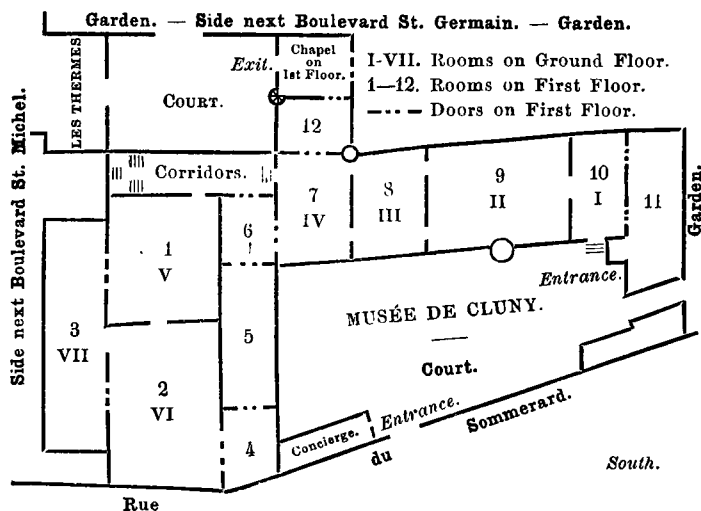 Garden. — Side next Boulevard St. Germain. — Garden.
LES THERMES
Exit.
Chapel
on
1st Floor.
COURT.
I-VII. Rooms on Ground Floor.
1—12. Rooms on First Floor.
Doors on First Floor.
12
Side next Boulevard St. Michel.
Corridors.
7
IV
8
III
9
II
10
I
11
Garden.
6
1
V
Entrance.
3
VII
5
MUSÉE DE CLUNY.
Court.
2
VI
4
Concierge.
Entrance.
Rue
du
Sommerard.
South.